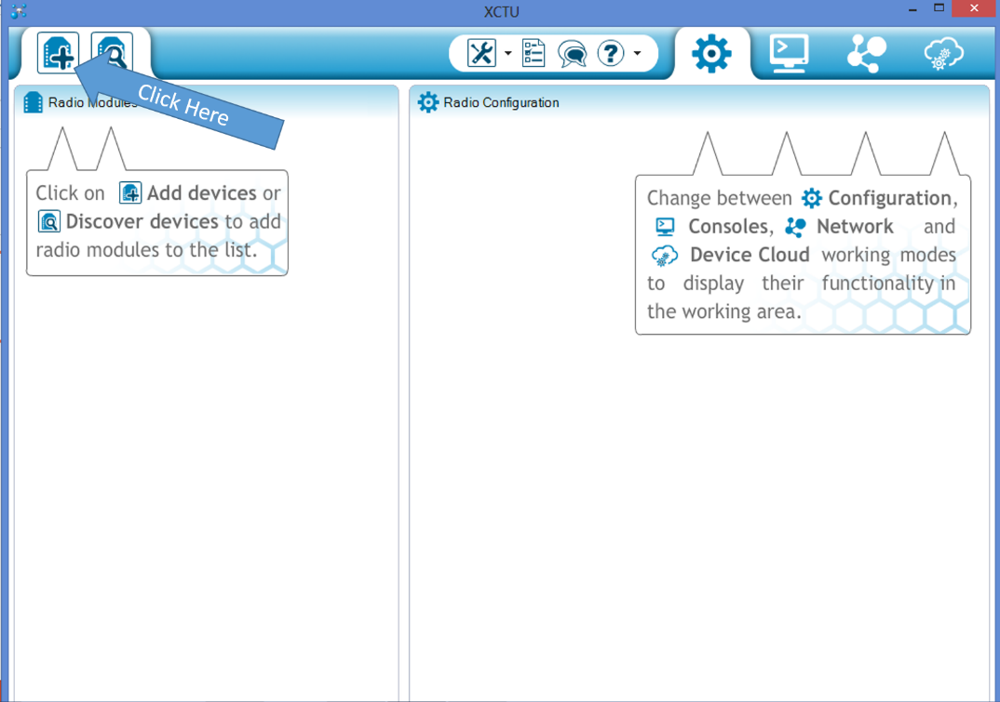 XCTU
Click Here
Radio Modules
Radio Configuration
Click on Add devices or
Discover devices to add
radio modules to the list.
Change between Configuration,
Consoles, Network and
Device Cloud working modes
to display their functionality in
the working area.